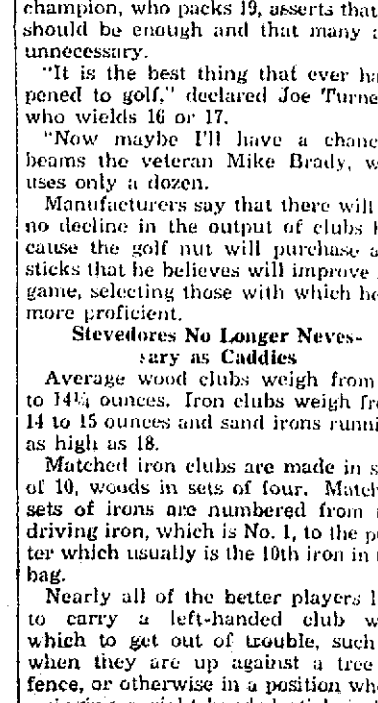 champion, who packs 19, asserts that
should be enough and that many a
unnecessary.
"It is the best thing that ever ha
pened to golf," declared Joe Turne
who wields 16 or 17.
"Now maybe I'll have a chanc
beams the veteran Mike Brady, w
uses only a dozen.
Manufacturers say that there will
no decline in the output of clubs b
cause the golf nut will purchase a
sticks that he believes will improve
game, selecting those with which he
more proficient.
Stevedores No Longer Neves-
sary as Caddies
Average wood clubs weigh from
to 14¼ ounces. Iron clubs weigh fr
14 to 15 ounces and sand irons runni
as high as 18.
Matched iron clubs are made in s
of 10, woods in sets of four. Match
sets of irons are numbered from
driving iron, which is No. 1, to the p
ter which usually is the 10th iron in
bag.
Nearly all of the better players l
to carry a left-handed club w
which to get out of trouble, such
when they are up against a tree
fence, or otherwise in a position whe